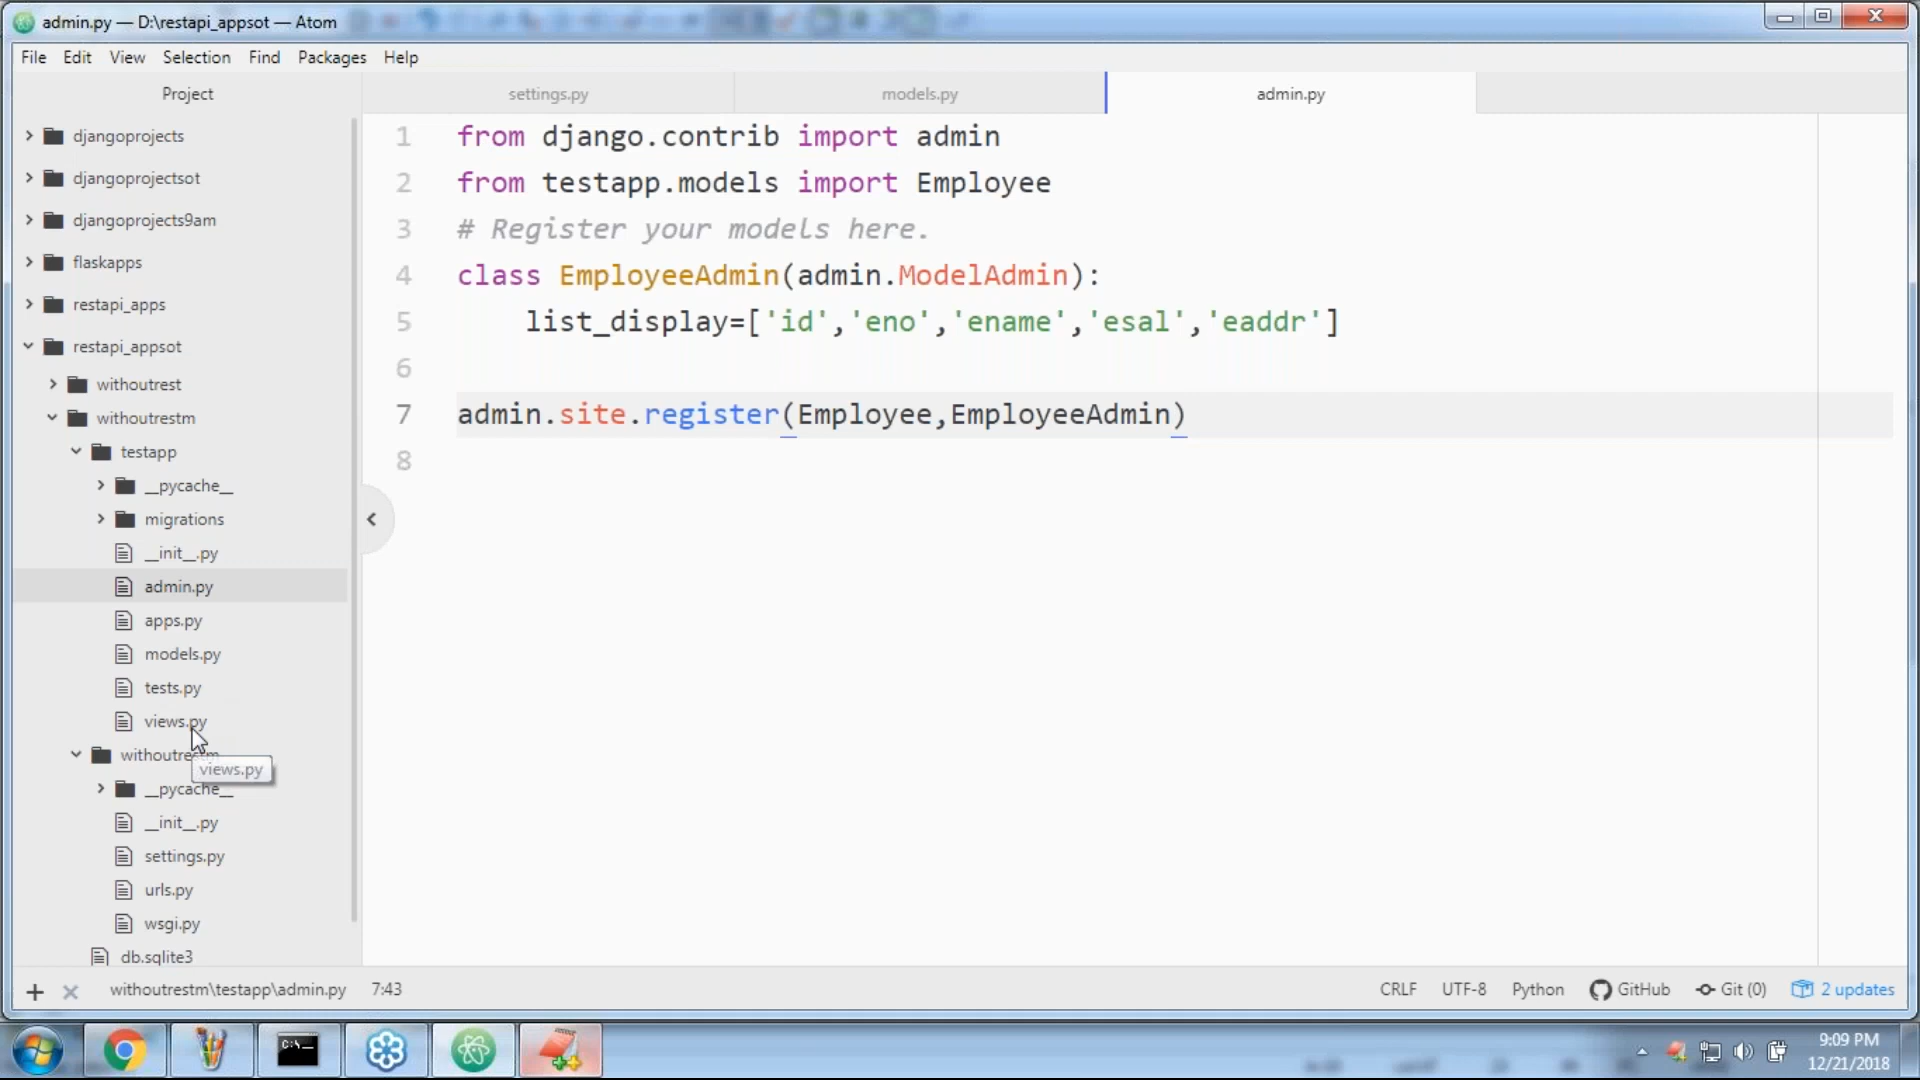 admin.py — D:\restapi_appsot — Atom
File Edit View Selection Find Packages Help
Project
settings.py models.py admin.py
djangoprojects
djangoprojectsot
djangoprojects9am
flaskapps
restapi_apps
restapi_appsot
withoutrest
withoutrestm
testapp
__pycache__
migrations
__init__.py
admin.py
apps.py
models.py
tests.py
views.py
withoutrestm
views.py
__pycache__
__init__.py
settings.py
urls.py
wsgi.py
db.sqlite3
1 from django.contrib import admin
2 from testapp.models import Employee
3 # Register your models here.
4 class EmployeeAdmin(admin.ModelAdmin):
5 list_display=['id','eno','ename','esal','eaddr']
6
7 admin.site.register(Employee,EmployeeAdmin)
8
withoutrestm\testapp\admin.py 7:43
CRLF UTF-8 Python GitHub Git (0) 2 updates
C:\_
9:09 PM
12/21/2018